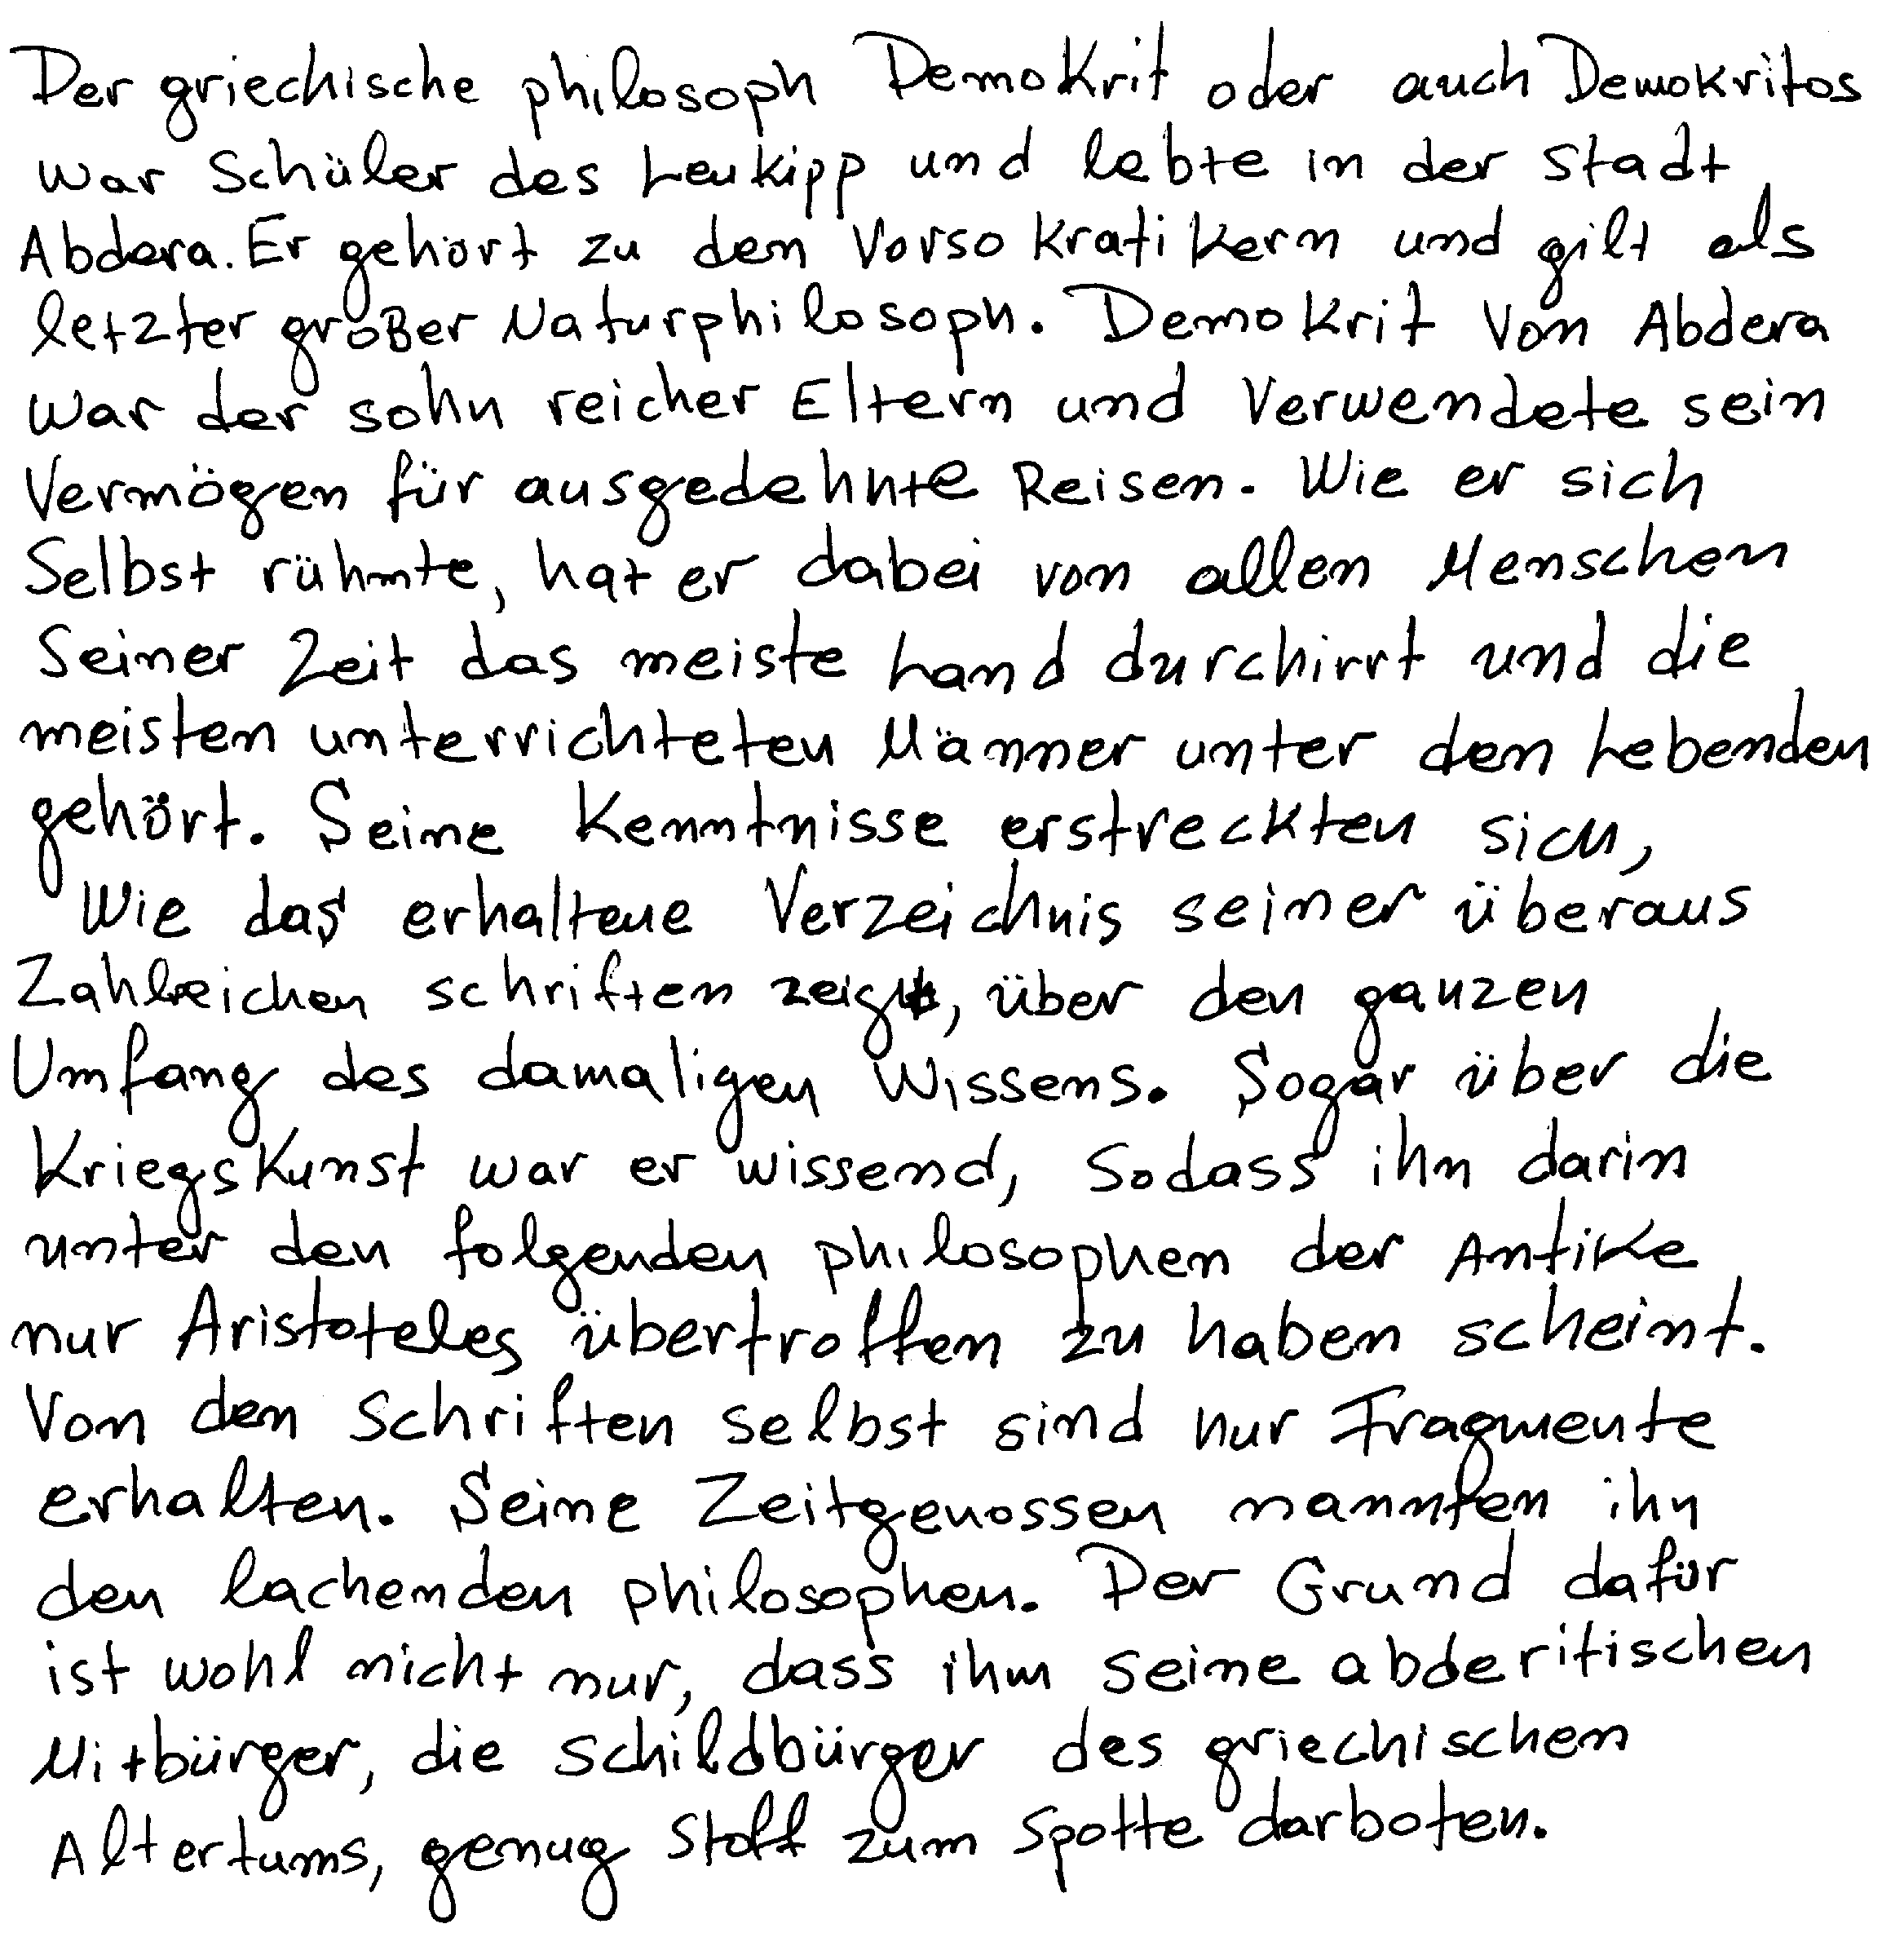 Der griechische philosoph Demokrit oder auch Demokritos
war Schüler des Leukipp und lebte in der Stadt
Abdera. Er gehört zu den Vorsokratikern und gilt als
letzter großer Naturphilosoph. Demokrit von Abdera
war der sohn reicher Eltern und verwendete sein
Vermögen für ausgedehnte Reisen. Wie er sich
Selbst rühmte, hat er dabei von allen Menschen
Seiner Zeit das meiste Land durchirrt und die
meisten unterrichteten Männer unter den Lebenden
gehört. Seine Kenntnisse erstreckten sich,
Wie das erhaltene Verzeichnis seiner überaus
Zahlreichen schriften zeigt, über den ganzen
Umfang des damaligen Wissens. Sogar über die
Kriegskunst war er wissend, Sodass ihn darin
unter den folgenden philosophen der Antike
nur Aristoteles übertroffen zu haben scheint.
Von den Schriften selbst sind nur Fragmente
erhalten. Seine Zeitgenossen nannten ihn
den lachenden philosophen. Der Grund dafür
ist wohl nicht nur, dass ihm seine abderitischen
Mitbürger, die Schildbürger des griechischen
Altertums, genug Stoff zum Spotte darboten.